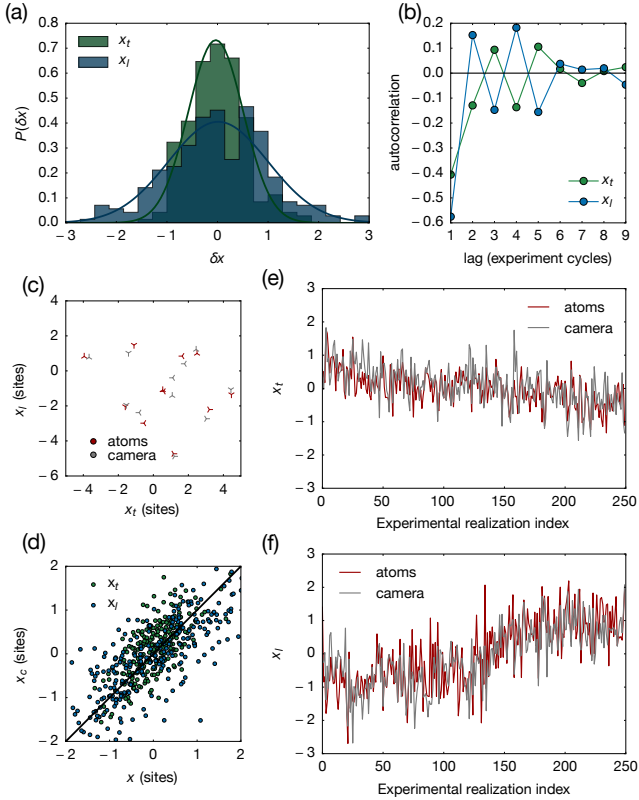 (a)
x_t
x_l
P(δx)
0.8
0.7
0.6
0.5
0.4
0.3
0.2
0.1
0.0
−3 −2 −1 0 1 2 3
δx
(b)
autocorrelation
0.2
0.1
0.0
−0.1
−0.2
−0.3
−0.4
−0.5
−0.6
x_t
x_l
1 2 3 4 5 6 7 8 9
lag (experiment cycles)
(c)
x_l (sites)
4
2
0
−2
−4
−6
atoms
camera
−4 −2 0 2 4
x_t (sites)
(e)
atoms
camera
x_t
3
2
1
0
−1
−2
−3
0 50 100 150 200 250
Experimental realization index
(d)
x_t
x_l
x_c (sites)
2
1
0
−1
−2
−2 −1 0 1 2
x (sites)
(f)
atoms
camera
x_l
3
2
1
0
−1
−2
−3
0 50 100 150 200 250
Experimental realization index